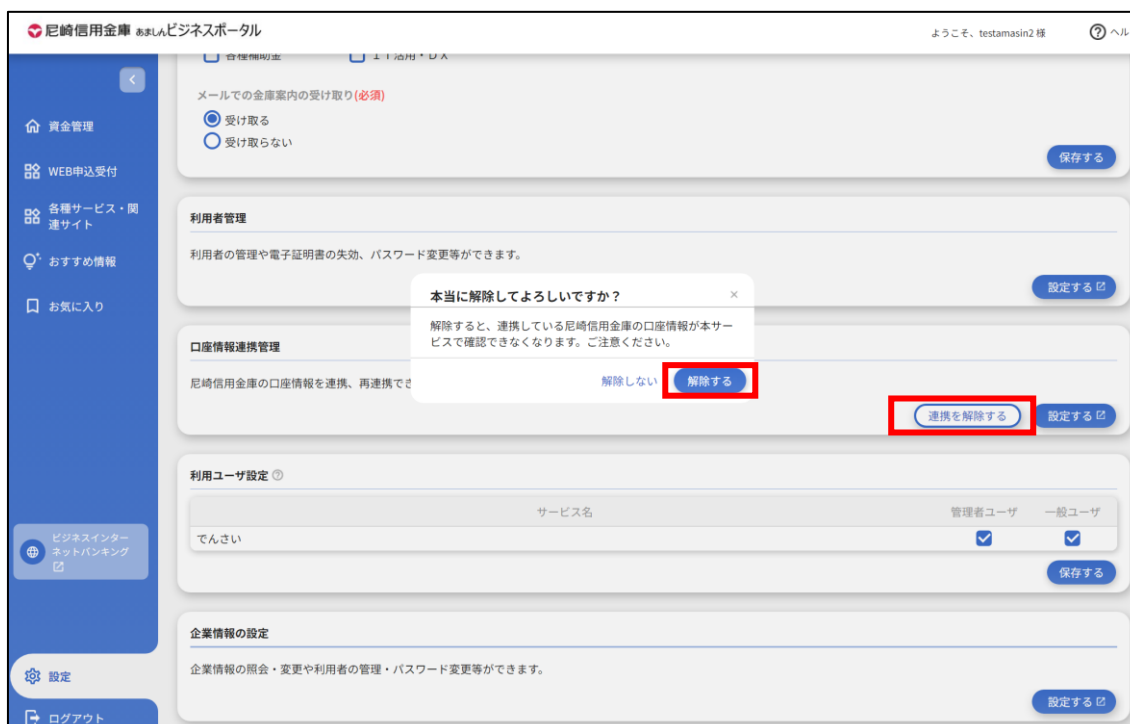 尼崎信用金庫 あましんビジネスポータル
ようこそ、testamasin2 様
ヘル
各種補助金
IT活用・DX
メールでの金庫案内の受け取り(必須)
受け取る
受け取らない
保存する
資金管理
WEB申込受付
各種サービス・関
連サイト
おすすめ情報
お気に入り
利用者管理
利用者の管理や電子証明書の失効、パスワード変更等ができます。
設定する
本当に解除してよろしいですか？
×
解除すると、連携している尼崎信用金庫の口座情報が本サー
ビスで確認できなくなります。ご注意ください。
解除しない
解除する
口座情報連携管理
尼崎信用金庫の口座情報を連携、再連携でき
連携を解除する
設定する
利用ユーザ設定
サービス名
管理者ユーザ
一般ユーザ
でんさい
保存する
ビジネスインター
ネットバンキング
企業情報の設定
企業情報の照会・変更や利用者の管理・パスワード変更等ができます。
設定する
設定
ログアウト